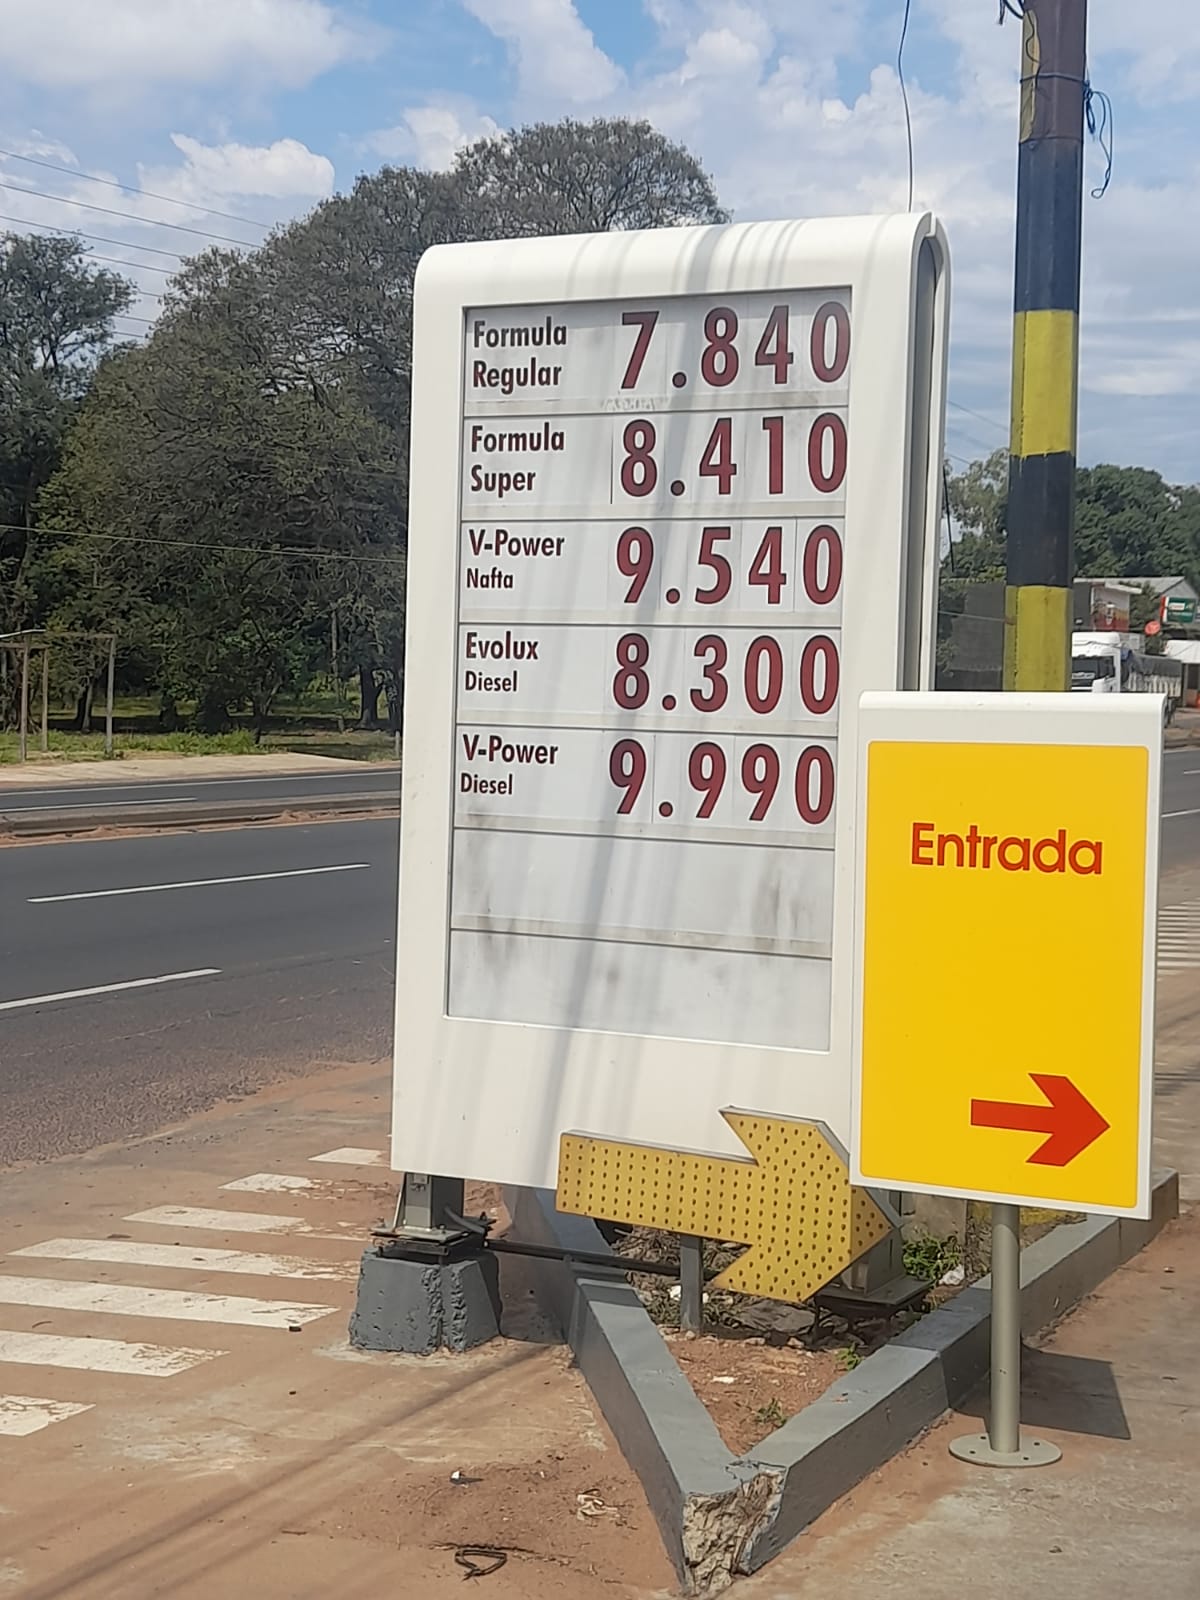 Formula
Regular 7.840
Formula
Super 8.410
V-Power
Nafta 9.540
Evolux
Diesel 8.300
V-Power
Diesel 9.990
Entrada